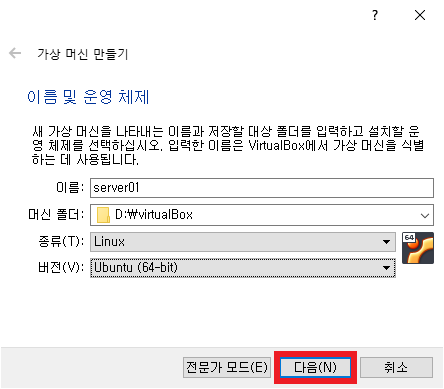 ?
가상 머신 만들기
이름 및 운영 체제
새 가상 머신을 나타내는 이름과 저장할 대상 폴더를 입력하고 설치할 운
영 체제를 선택하십시오. 입력한 이름은 VirtualBox에서 가상 머신을 식별
하는 데 사용됩니다.
이름: server01
머신 폴더: D:₩virtualBox
종류(T): Linux
64
버전(V): Ubuntu (64-bit)
전문가 모드(E) 다음(N) 취소